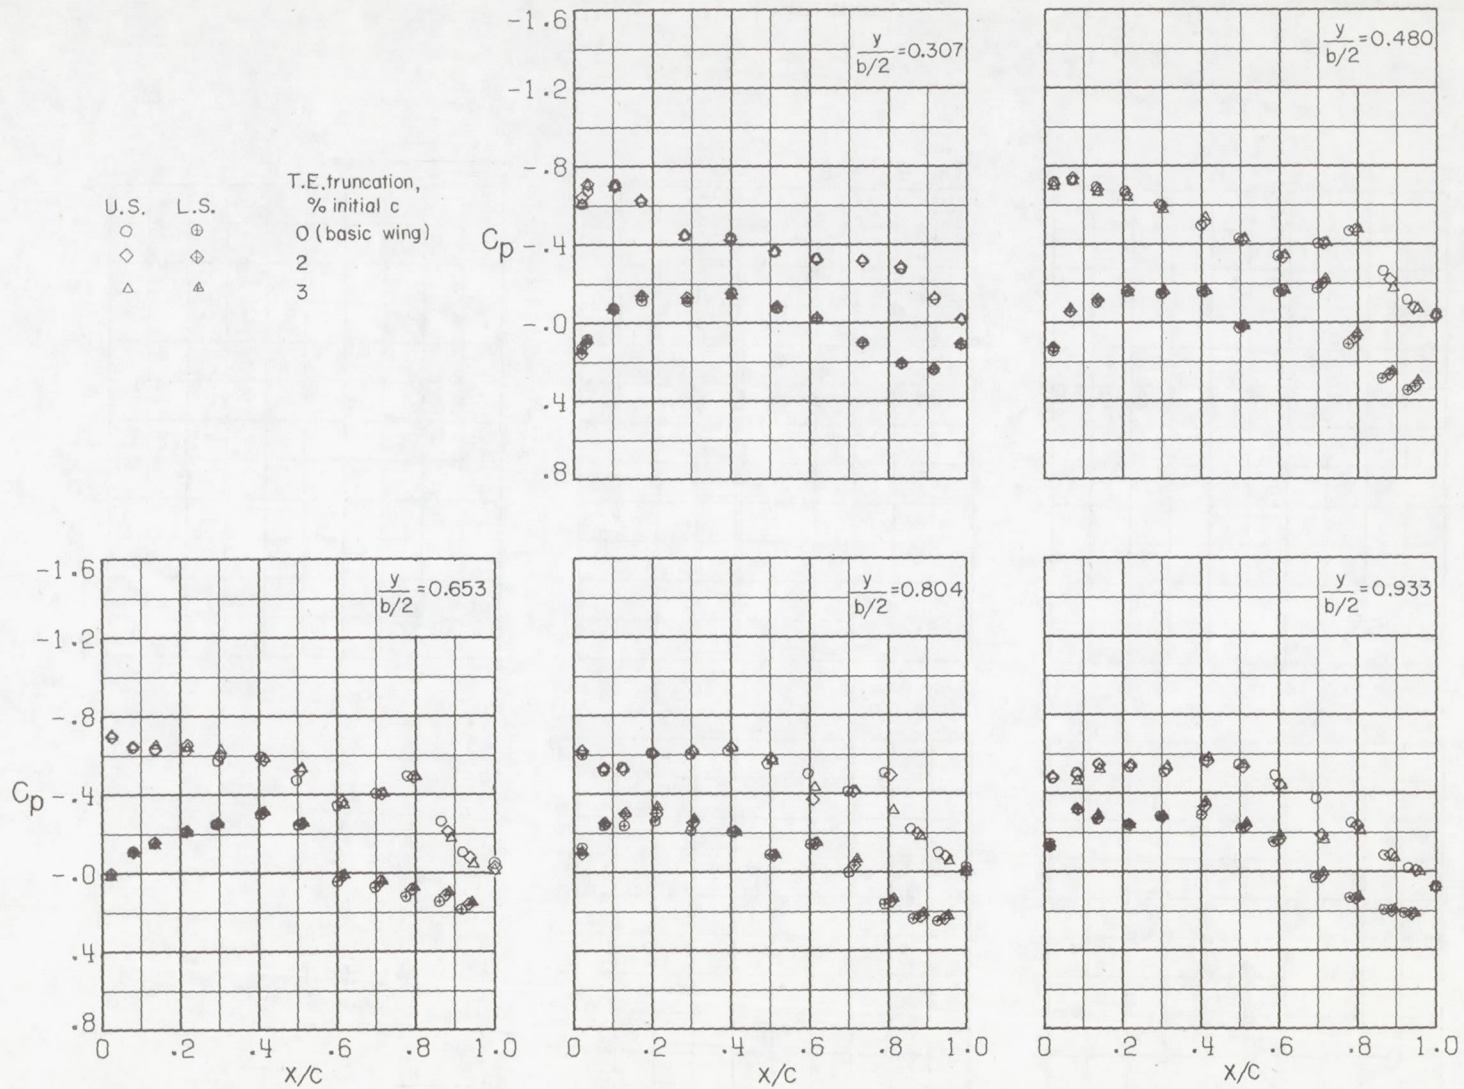 T.E. truncation,
U.S. L.S. % initial c
0 (basic wing)
2
3
Cp
-1.6
-1.2
-.8
-.4
-.0
.4
.8
y
b/2 =0.307
y
b/2 =0.480
Cp
-1.6
-1.2
-.8
-.4
-.0
.4
.8
y
b/2 =0.653
0 .2 .4 .6 .8 1.0
X/C
y
b/2 =0.804
0 .2 .4 .6 .8 1.0
X/C
y
b/2 =0.933
0 .2 .4 .6 .8 1.0
X/C